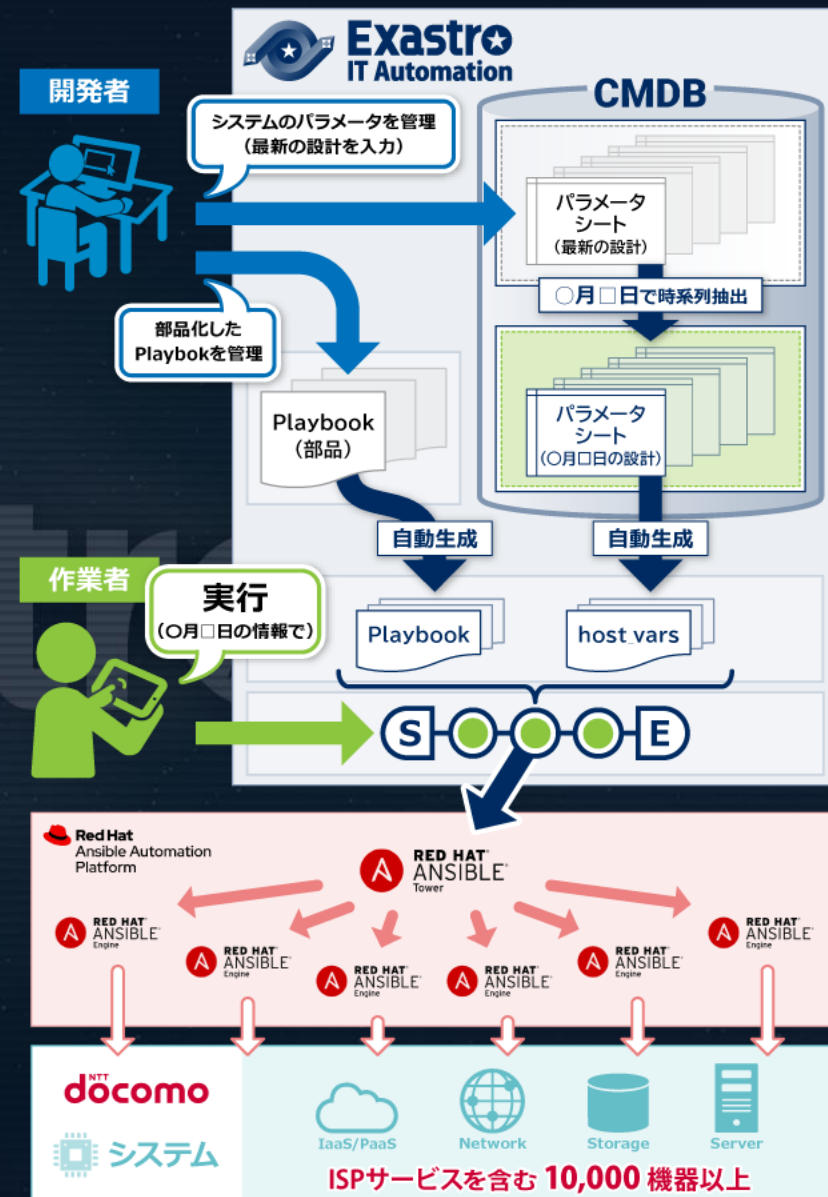 Exastro
IT Automation
開発者
CMDB
システムのパラメータを管理
(最新の設計を入力)
パラメータ
シート
(最新の設計)
〇月□日で時系列抽出
部品化した
Playbokを管理
Playbook
(部品)
パラメータ
シート
(〇月□日の設計)
自動生成
自動生成
作業者
実行
(〇月□日の情報で)
Playbook
host_vars
S
E
Red Hat
Ansible Automation
Platform
RED HAT
ANSIBLE
Tower
RED HAT
ANSIBLE
Engine
RED HAT
ANSIBLE
Engine
RED HAT
ANSIBLE
Engine
RED HAT
ANSIBLE
Engine
RED HAT
ANSIBLE
Engine
RED HAT
ANSIBLE
Engine
NTT
döcomo
システム
IaaS/PaaS
Network
Storage
Server
ISPサービスを含む 10,000 機器以上